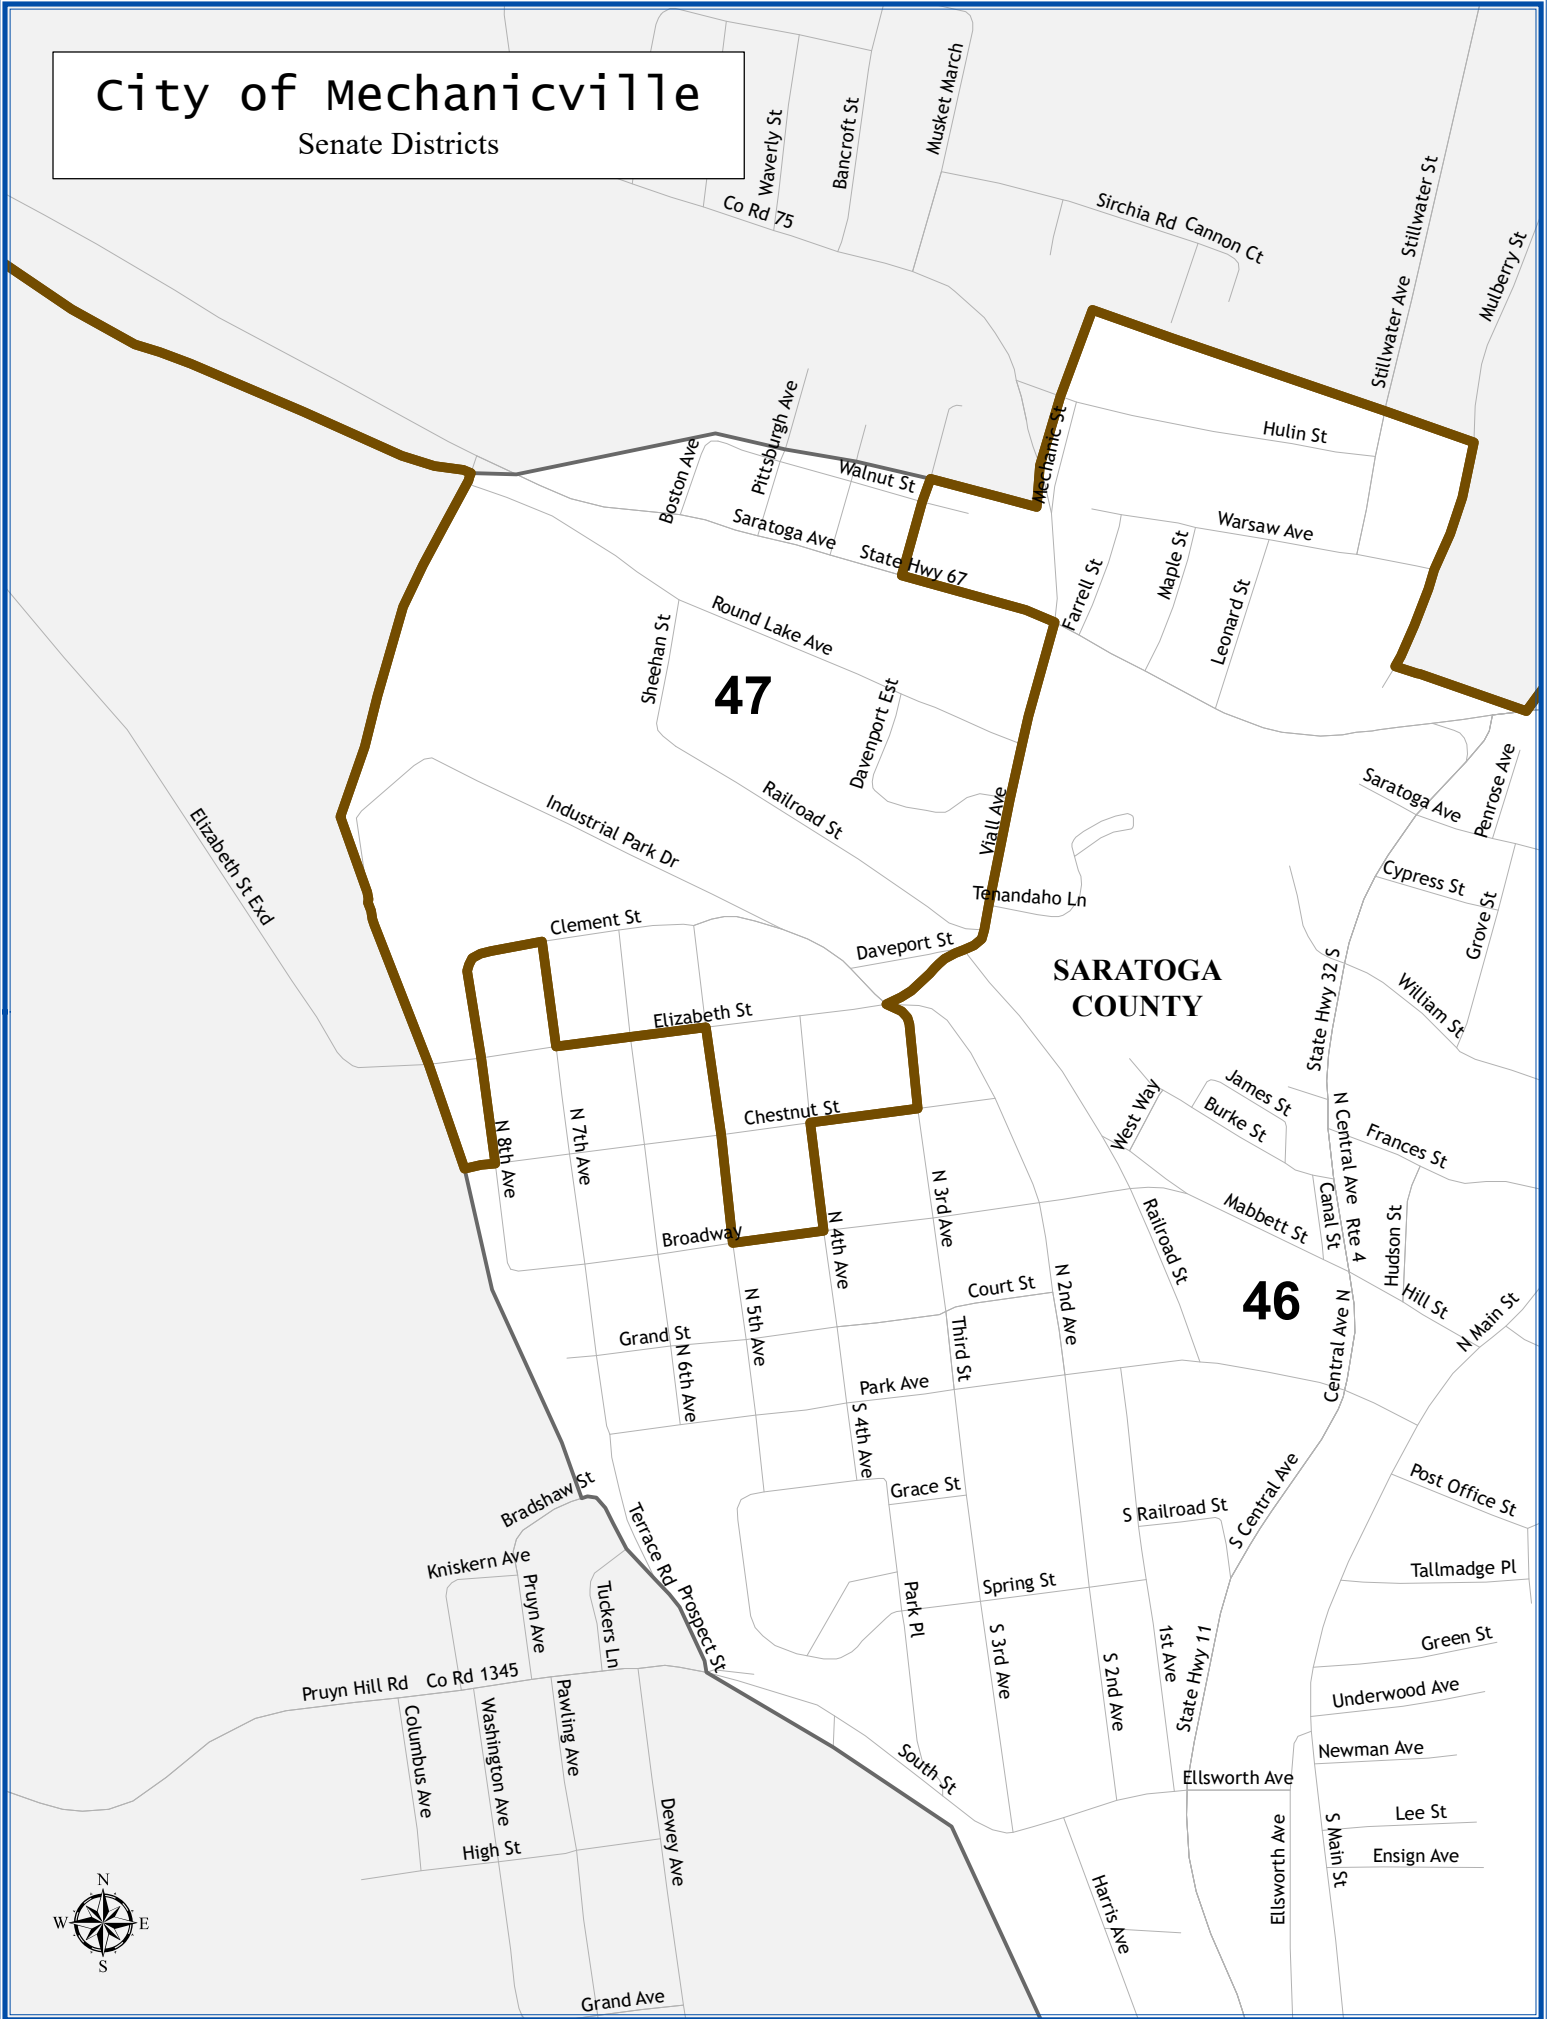 City of Mechanicville
Senate Districts
Musket March
Bancroft St
Waverly St
Co Rd 75
Sirchia Rd
Cannon Ct
Stillwater St
Stillwater Ave
Mulberry St
Pittsburgh Ave
Boston Ave
Walnut St
Mechanic St
Hulin St
Saratoga Ave
State Hwy 67
Warsaw Ave
Maple St
Farrell St
Leonard St
Round Lake Ave
Sheehan St
47
Davenport Est
Railroad St
Industrial Park Dr
Viall Ave
Saratoga Ave
Penrose Ave
Elizabeth St Exd
Tenandaho Ln
Cypress St
Grove St
Clement St
Daveport St
SARATOGA
COUNTY
State Hwy 32 S
William St
Elizabeth St
Chestnut St
West Way
James St
Burke St
N Central Ave
Frances St
N 8th Ave
N 7th Ave
N 3rd Ave
Canal St
Rte 4
Hudson St
Mabbett St
Railroad St
Broadway
N 4th Ave
N 2nd Ave
Court St
46
Hill St
N Main St
N 5th Ave
Grand St
N 6th Ave
Third St
Central Ave N
Park Ave
S 4th Ave
Grace St
S Railroad St
S Central Ave
Post Office St
Bradshaw St
Terrace Rd
Kniskern Ave
Pruyn Ave
Tuckers Ln
Prospect St
Park Pl
Spring St
Tallmadge Pl
S 3rd Ave
S 2nd Ave
1st Ave
State Hwy 11
Green St
Pruyn Hill Rd
Co Rd 1345
Underwood Ave
Columbus Ave
Washington Ave
Pawling Ave
South St
Newman Ave
Ellsworth Ave
Dewey Ave
High St
Lee St
Ellsworth Ave
S Main St
Ensign Ave
Harris Ave
N
W
E
S
Grand Ave